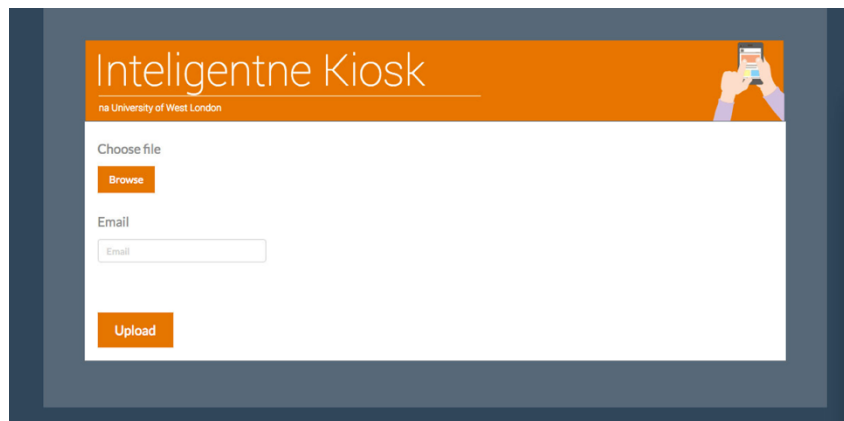 Inteligentne Kiosk
na University of West London
Choose file
Browse
Email
Email
Upload